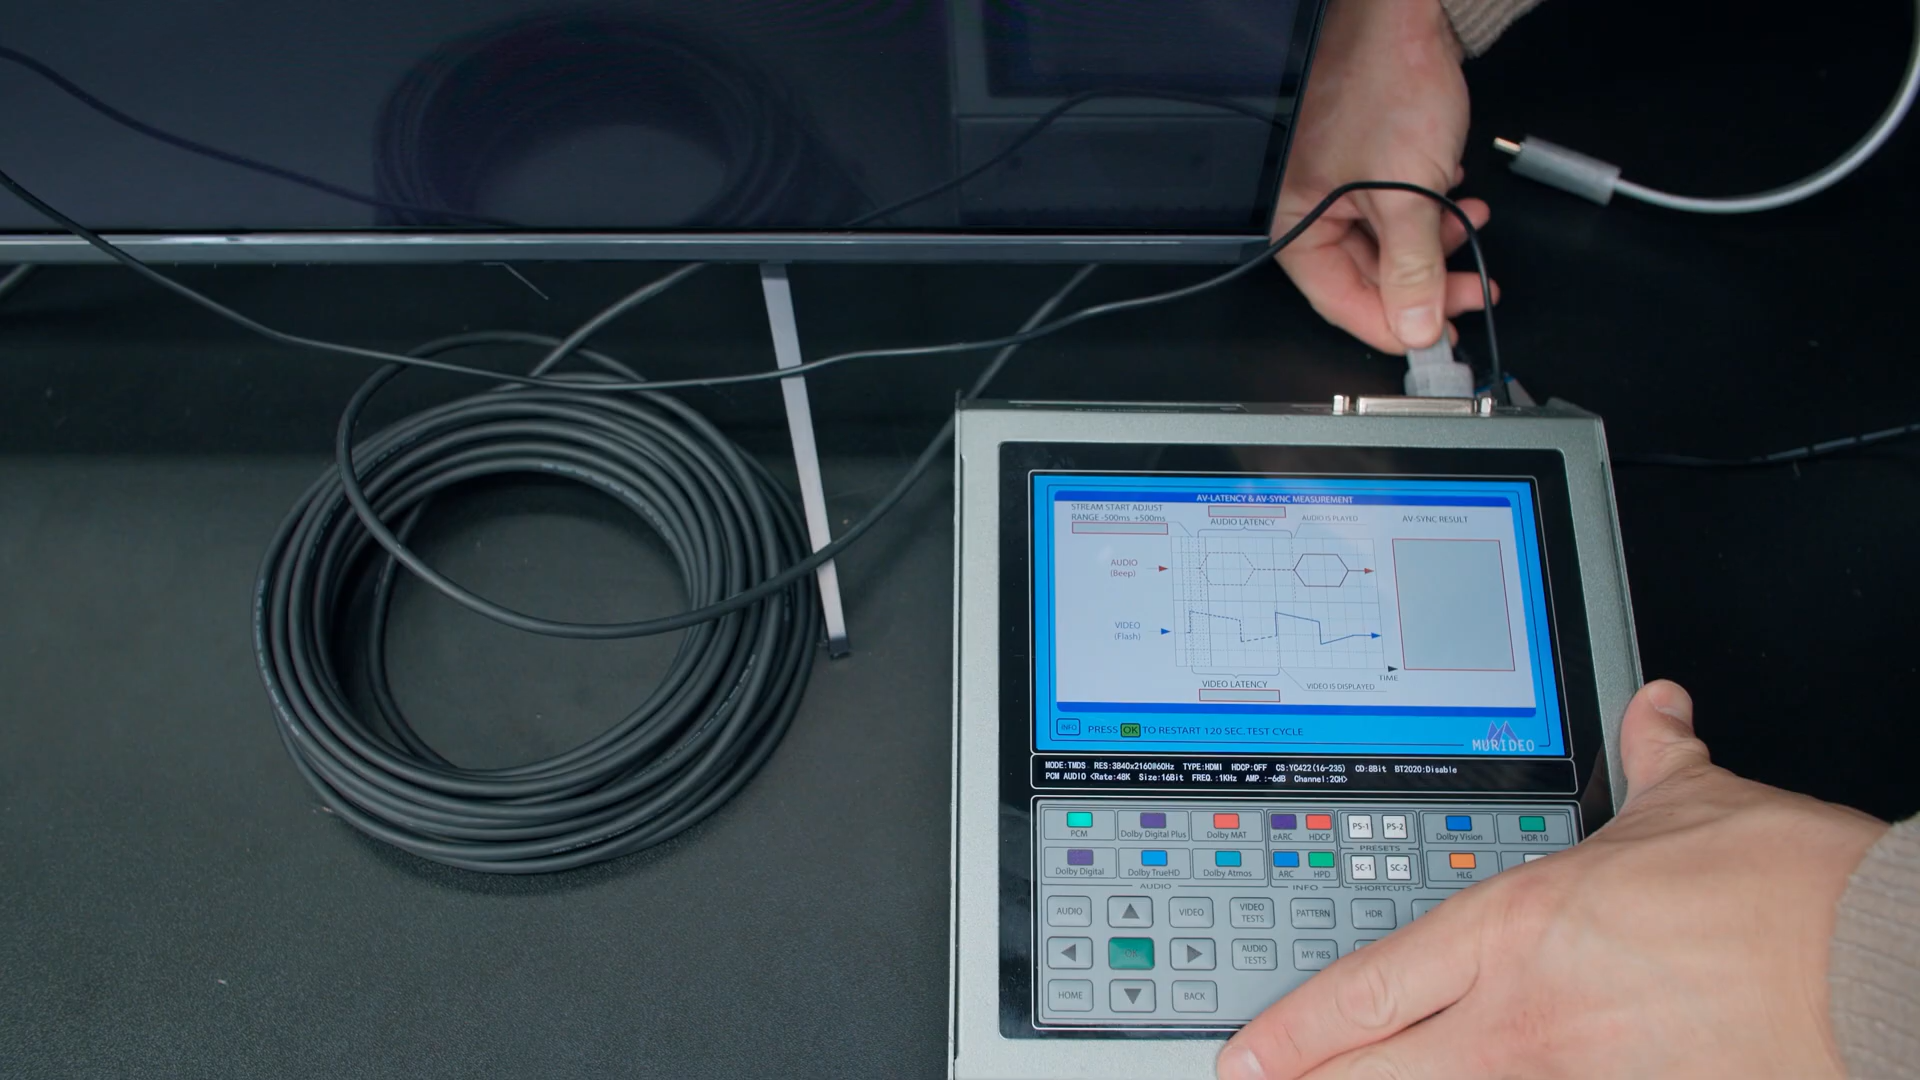 AV-LATENCY & AV-SYNC MEASUREMENT
STREAM START ADJUST
RANGE -500ms +500ms
AUDIO LATENCY
AUDIO IS PLAYED
AV-SYNC RESULT
AUDIO
(Beep)
VIDEO
(Flash)
TIME
VIDEO LATENCY
VIDEO IS DISPLAYED
INFO
PRESS OK TO RESTART 120 SEC. TEST CYCLE
MURIDEO
MODE:TMDS RES:3840x2160@60Hz TYPE:HDMI HDCP:OFF CS:YC422(16-235) CD:8Bit BT2020:Disable
PCM AUDIO <Rate:48K Size:16Bit FREQ.:1KHz AMP.:-6dB Channel:2CH>
PCM
Dolby Digital Plus
Dolby MAT
eARC
HDCP
PS-1
PS-2
Dolby Vision
HDR 10
PRESETS
Dolby Digital
Dolby TrueHD
Dolby Atmos
ARC
HPD
SC-1
SC-2
HLG
AUDIO
INFO
SHORTCUTS
AUDIO
VIDEO
VIDEO TESTS
PATTERN
HDR
OK
AUDIO TESTS
MY RES
HOME
BACK